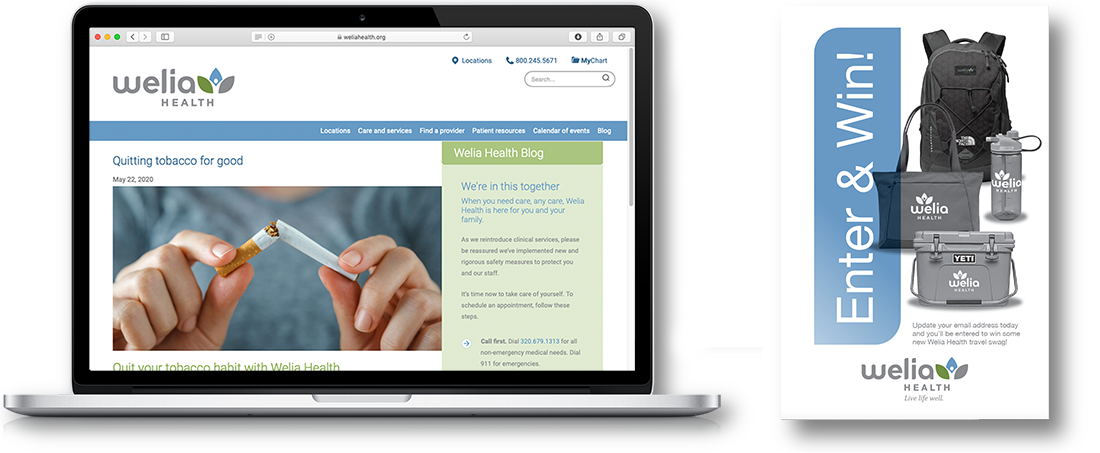 weliahealth.org
Locations
800.245.5671
MyChart
Search...
welia
HEALTH
Locations Care and services Find a provider Patient resources Calendar of events Blog
Quitting tobacco for good
May 22, 2020
Quit your tobacco habit with Welia Health
Welia Health Blog
We're in this together
When you need care, any care, Welia
Health is here for you and your
family.
As we reintroduce clinical services, please
be reassured we've implemented new and
rigorous safety measures to protect you
and our staff.
It's time now to take care of yourself. To
schedule an appointment, follow these
steps.
Call first. Dial 320.679.1313 for all
non-emergency medical needs. Dial
911 for emergencies.
Enter & Win!
THE
NORTH
FACE
welia
HEALTH
welia
HEALTH
YETI
welia
HEALTH
Update your email address today
and you'll be entered to win some
new Welia Health travel swag!
welia
HEALTH
Live life well.